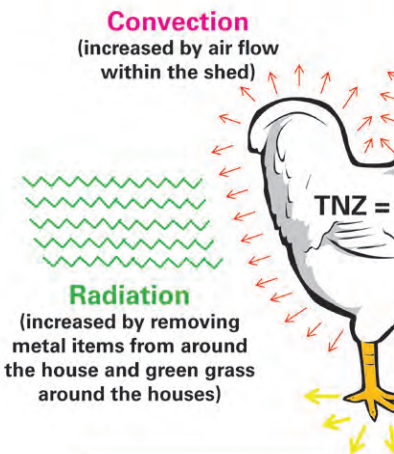 Convection
(increased by air flow
within the shed)
TNZ =
Radiation
(increased by removing
metal items from around
the house and green grass
around the houses)